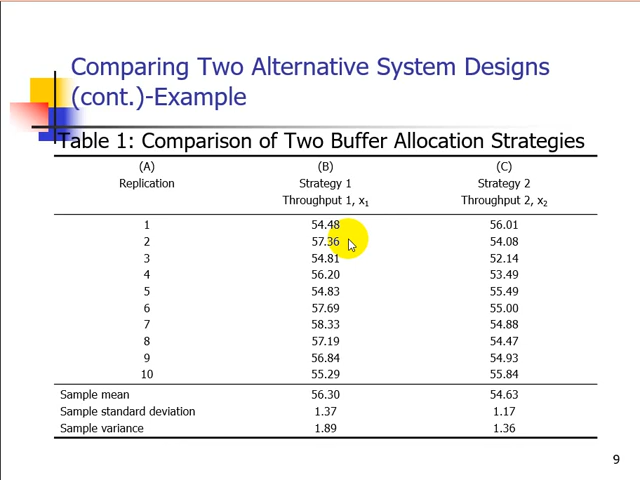 Comparing Two Alternative System Designs
(cont.)-Example
Table 1: Comparison of Two Buffer Allocation Strategies
(A) (B) (C)
Replication Strategy 1 Strategy 2
Throughput 1, x₁ Throughput 2, x₂
1 54.48 56.01
2 57.36 54.08
3 54.81 52.14
4 56.20 53.49
5 54.83 55.49
6 57.69 55.00
7 58.33 54.88
8 57.19 54.47
9 56.84 54.93
10 55.29 55.84
Sample mean 56.30 54.63
Sample standard deviation 1.37 1.17
Sample variance 1.89 1.36
9